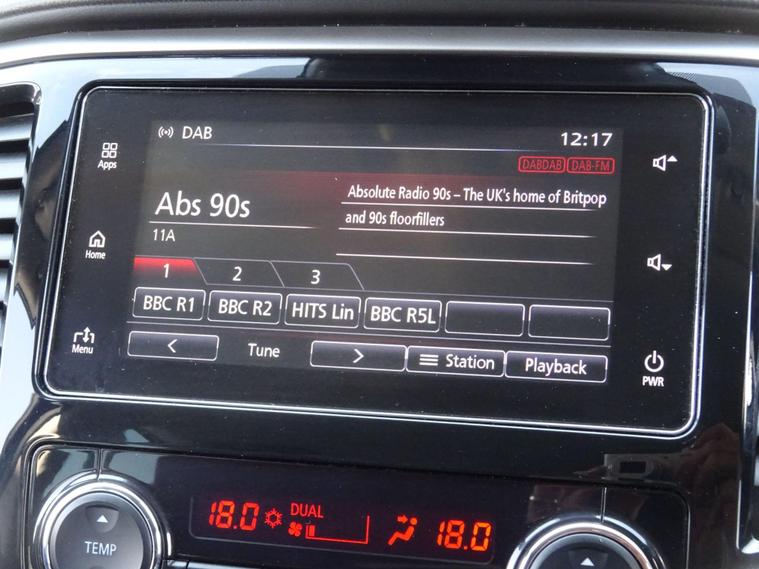 DAB
12:17
Apps
DABDAB DAB-FM
Abs 90s
Absolute Radio 90s – The UK's home of Britpop
and 90s floorfillers
11A
Home
1 2 3
BBC R1 BBC R2 HITS Lin BBC R5L
Menu
< Tune > Station Playback
PWR
18.0 DUAL 18.0
TEMP